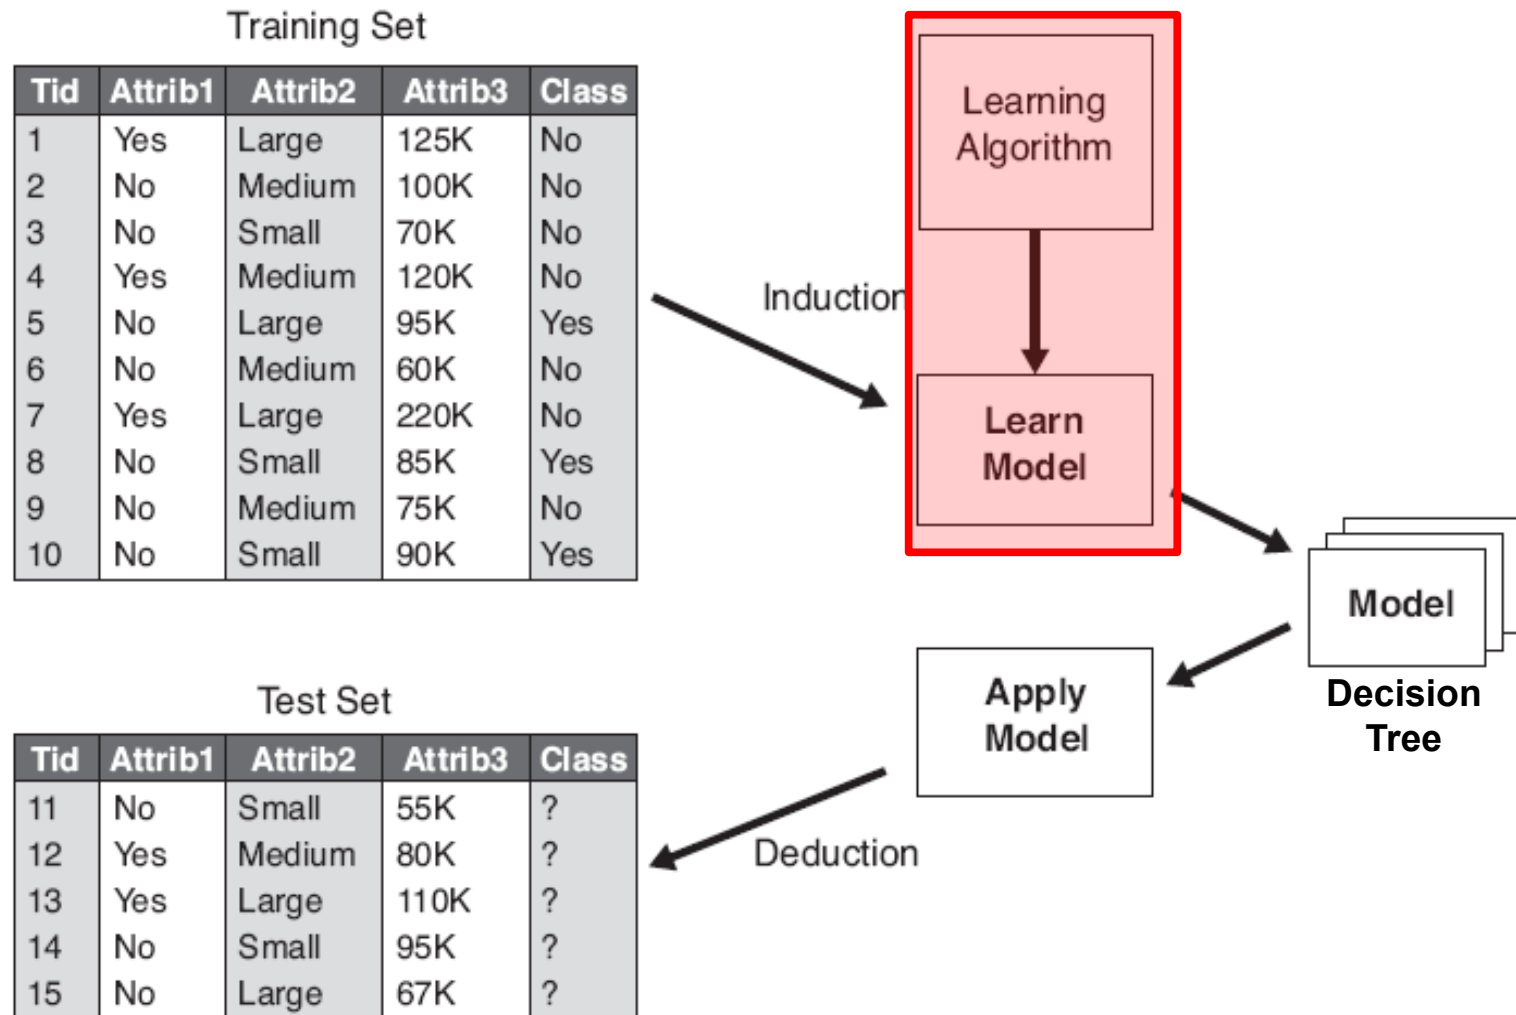 Training Set
Tid Attrib1 Attrib2 Attrib3 Class
1 Yes Large 125K No
2 No Medium 100K No
3 No Small 70K No
4 Yes Medium 120K No
5 No Large 95K Yes
6 No Medium 60K No
7 Yes Large 220K No
8 No Small 85K Yes
9 No Medium 75K No
10 No Small 90K Yes
Induction
Learning
Algorithm
Learn
Model
Model
Decision
Tree
Apply
Model
Deduction
Test Set
Tid Attrib1 Attrib2 Attrib3 Class
11 No Small 55K ?
12 Yes Medium 80K ?
13 Yes Large 110K ?
14 No Small 95K ?
15 No Large 67K ?